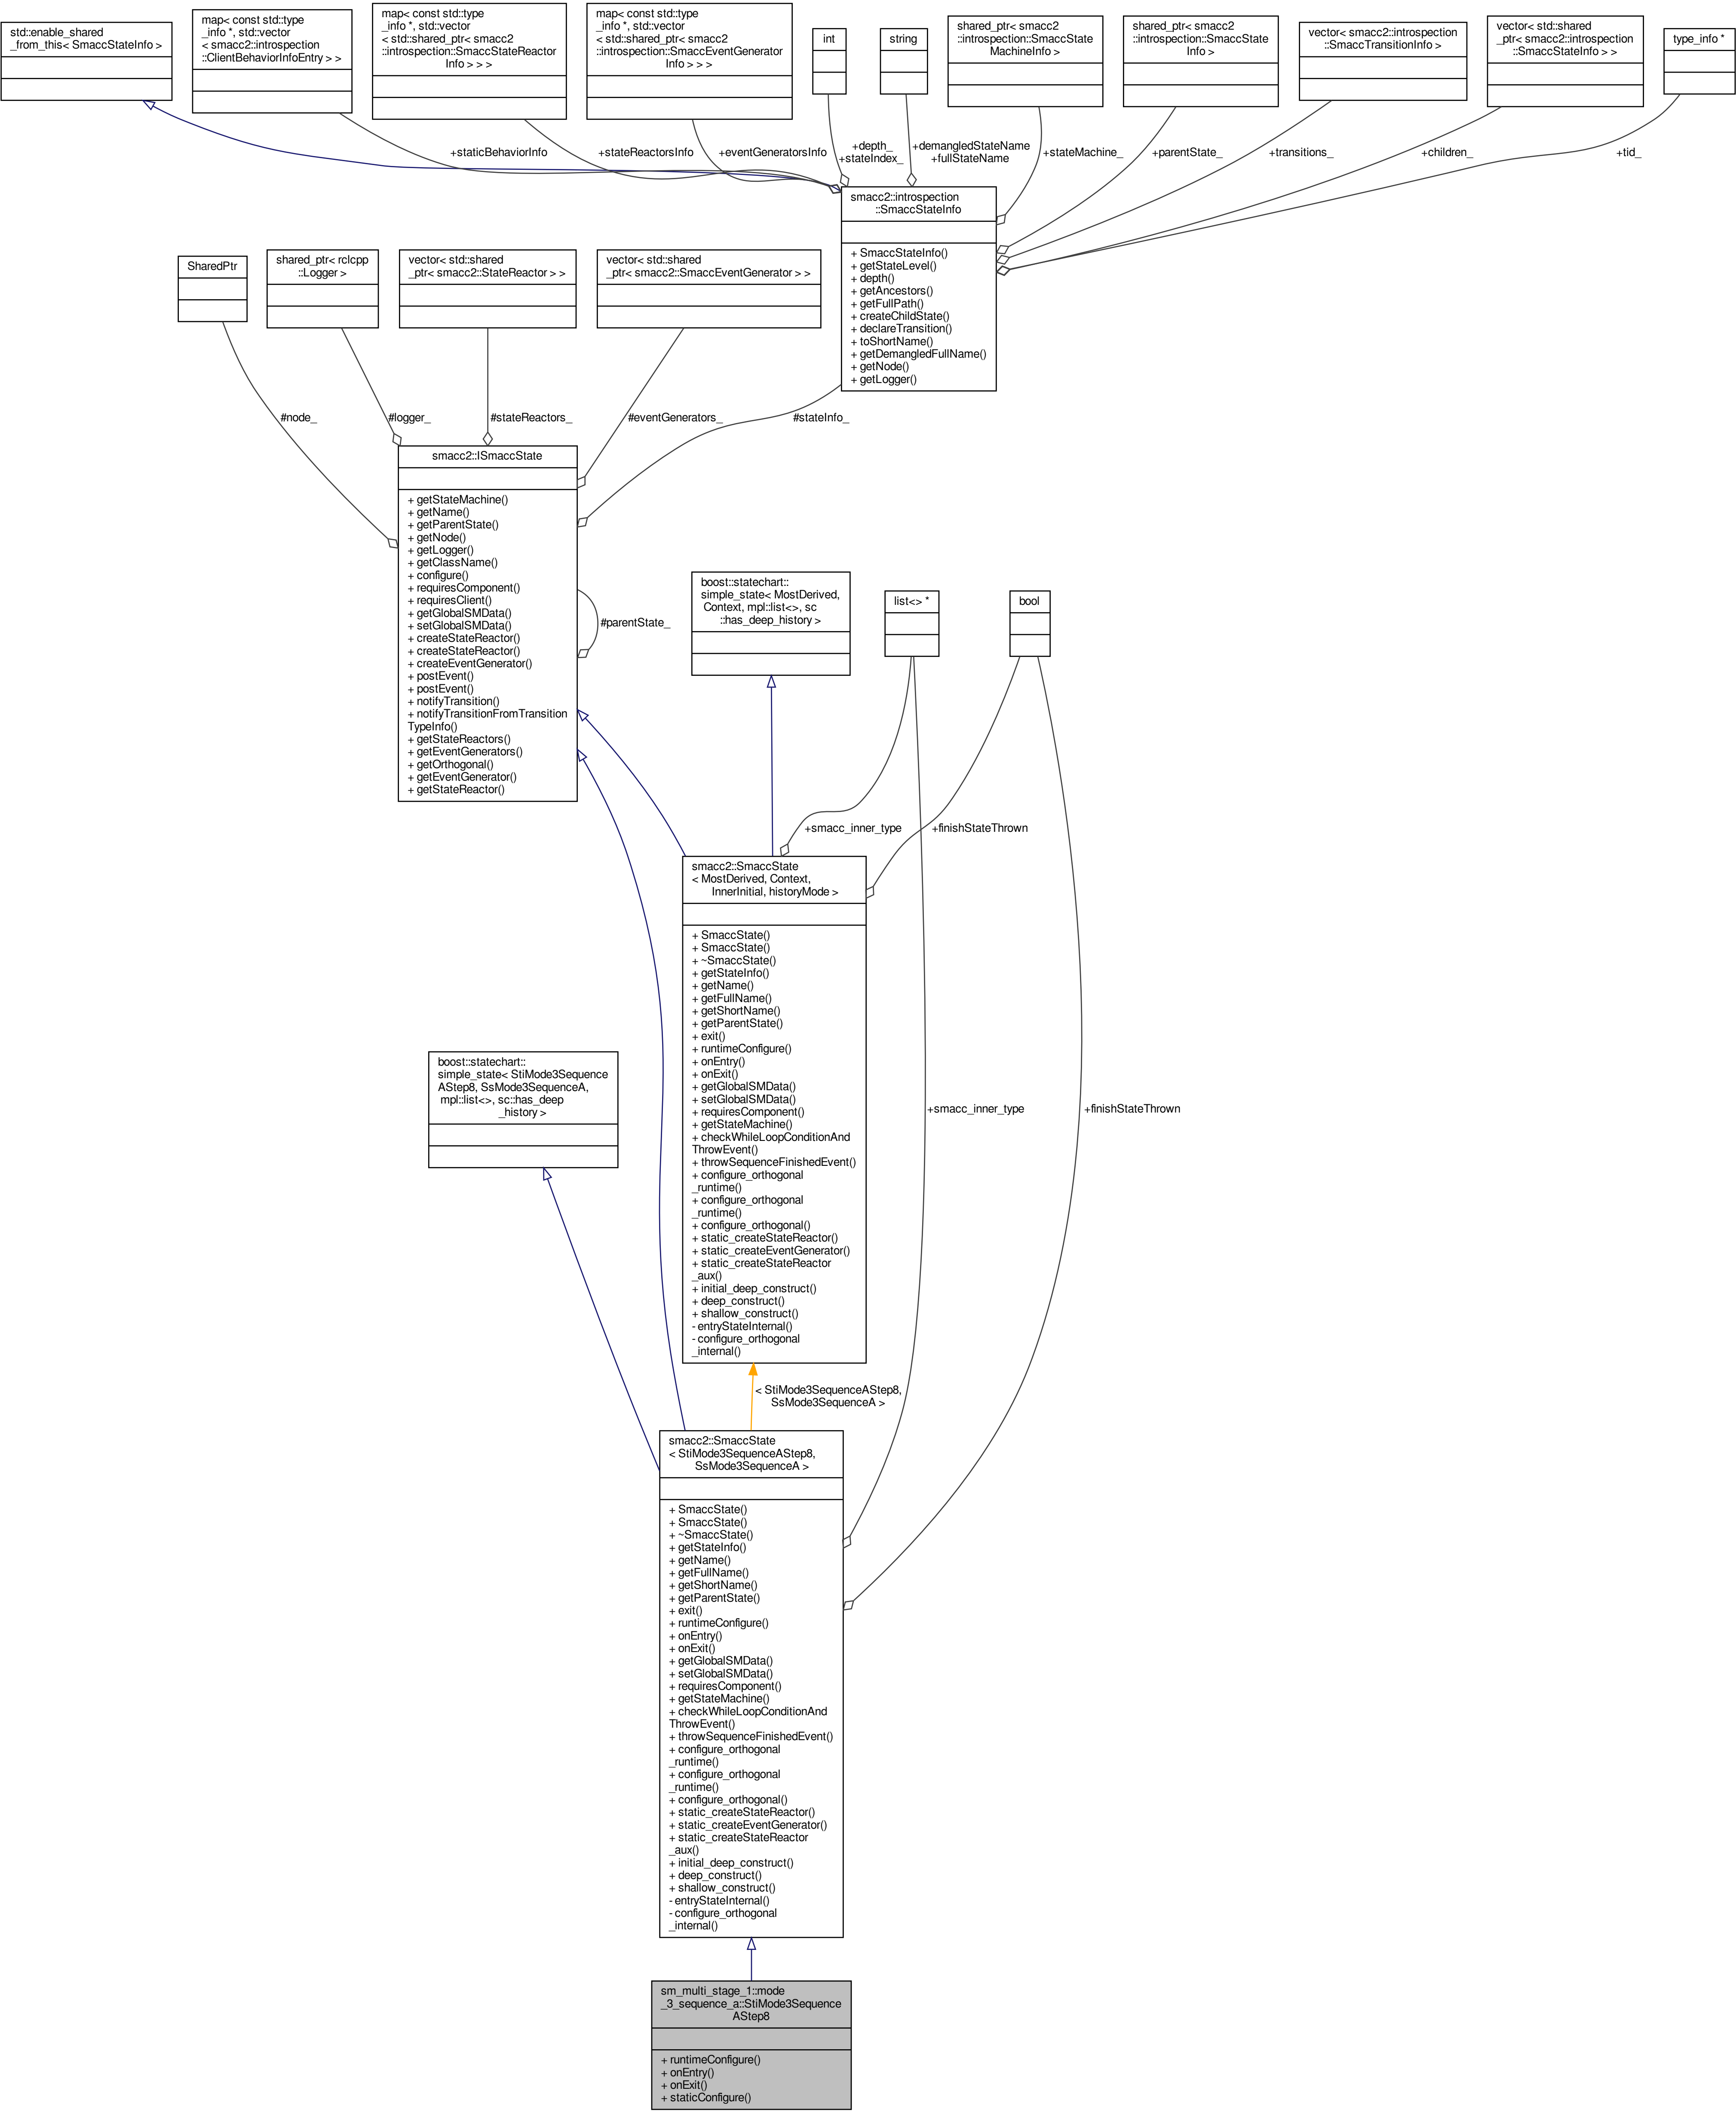 std::enable_shared
_from_this< SmaccStateInfo >
map< const std::type
_info *, std::vector
< smacc2::introspection
::ClientBehaviorInfoEntry > >
map< const std::type
_info *, std::vector
< std::shared_ptr< smacc2
::introspection::SmaccStateReactor
Info > > >
map< const std::type
_info *, std::vector
< std::shared_ptr< smacc2
::introspection::SmaccEventGenerator
Info > > >
int
string
shared_ptr< smacc2
::introspection::SmaccState
MachineInfo >
shared_ptr< smacc2
::introspection::SmaccState
Info >
vector< smacc2::introspection
::SmaccTransitionInfo >
vector< std::shared
_ptr< smacc2::introspection
::SmaccStateInfo > >
type_info *
+staticBehaviorInfo
+stateReactorsInfo
+eventGeneratorsInfo
+depth_
+stateIndex_
+demangledStateName
+fullStateName
+stateMachine_
+parentState_
+transitions_
+children_
+tid_
smacc2::introspection
::SmaccStateInfo
+ SmaccStateInfo()
+ getStateLevel()
+ depth()
+ getAncestors()
+ getFullPath()
+ createChildState()
+ declareTransition()
+ toShortName()
+ getDemangledFullName()
+ getNode()
+ getLogger()
SharedPtr
shared_ptr< rclcpp
::Logger >
vector< std::shared
_ptr< smacc2::StateReactor > >
vector< std::shared
_ptr< smacc2::SmaccEventGenerator > >
#node_
#logger_
#stateReactors_
#eventGenerators_
#stateInfo_
smacc2::ISmaccState
+ getStateMachine()
+ getName()
+ getParentState()
+ getNode()
+ getLogger()
+ getClassName()
+ configure()
+ requiresComponent()
+ requiresClient()
+ getGlobalSMData()
+ setGlobalSMData()
+ createStateReactor()
+ createStateReactor()
+ createEventGenerator()
+ postEvent()
+ postEvent()
+ notifyTransition()
+ notifyTransitionFromTransition
TypeInfo()
+ getStateReactors()
+ getEventGenerators()
+ getOrthogonal()
+ getEventGenerator()
+ getStateReactor()
#parentState_
boost::statechart::
simple_state< MostDerived,
Context, mpl::list<>, sc
::has_deep_history >
list<> *
bool
+smacc_inner_type
+finishStateThrown
smacc2::SmaccState
< MostDerived, Context,
InnerInitial, historyMode >
+ SmaccState()
+ SmaccState()
+ ~SmaccState()
+ getStateInfo()
+ getName()
+ getFullName()
+ getShortName()
+ getParentState()
+ exit()
+ runtimeConfigure()
+ onEntry()
+ onExit()
+ getGlobalSMData()
+ setGlobalSMData()
+ requiresComponent()
+ getStateMachine()
+ checkWhileLoopConditionAnd
ThrowEvent()
+ throwSequenceFinishedEvent()
+ configure_orthogonal
_runtime()
+ configure_orthogonal
_runtime()
+ configure_orthogonal()
+ static_createStateReactor()
+ static_createEventGenerator()
+ static_createStateReactor
_aux()
+ initial_deep_construct()
+ deep_construct()
+ shallow_construct()
- entryStateInternal()
- configure_orthogonal
_internal()
boost::statechart::
simple_state< StiMode3Sequence
AStep8, SsMode3SequenceA,
mpl::list<>, sc::has_deep
_history >
+smacc_inner_type
+finishStateThrown
< StiMode3SequenceAStep8,
SsMode3SequenceA >
smacc2::SmaccState
< StiMode3SequenceAStep8,
SsMode3SequenceA >
+ SmaccState()
+ SmaccState()
+ ~SmaccState()
+ getStateInfo()
+ getName()
+ getFullName()
+ getShortName()
+ getParentState()
+ exit()
+ runtimeConfigure()
+ onEntry()
+ onExit()
+ getGlobalSMData()
+ setGlobalSMData()
+ requiresComponent()
+ getStateMachine()
+ checkWhileLoopConditionAnd
ThrowEvent()
+ throwSequenceFinishedEvent()
+ configure_orthogonal
_runtime()
+ configure_orthogonal
_runtime()
+ configure_orthogonal()
+ static_createStateReactor()
+ static_createEventGenerator()
+ static_createStateReactor
_aux()
+ initial_deep_construct()
+ deep_construct()
+ shallow_construct()
- entryStateInternal()
- configure_orthogonal
_internal()
sm_multi_stage_1::mode
_3_sequence_a::StiMode3Sequence
AStep8
+ runtimeConfigure()
+ onEntry()
+ onExit()
+ staticConfigure()